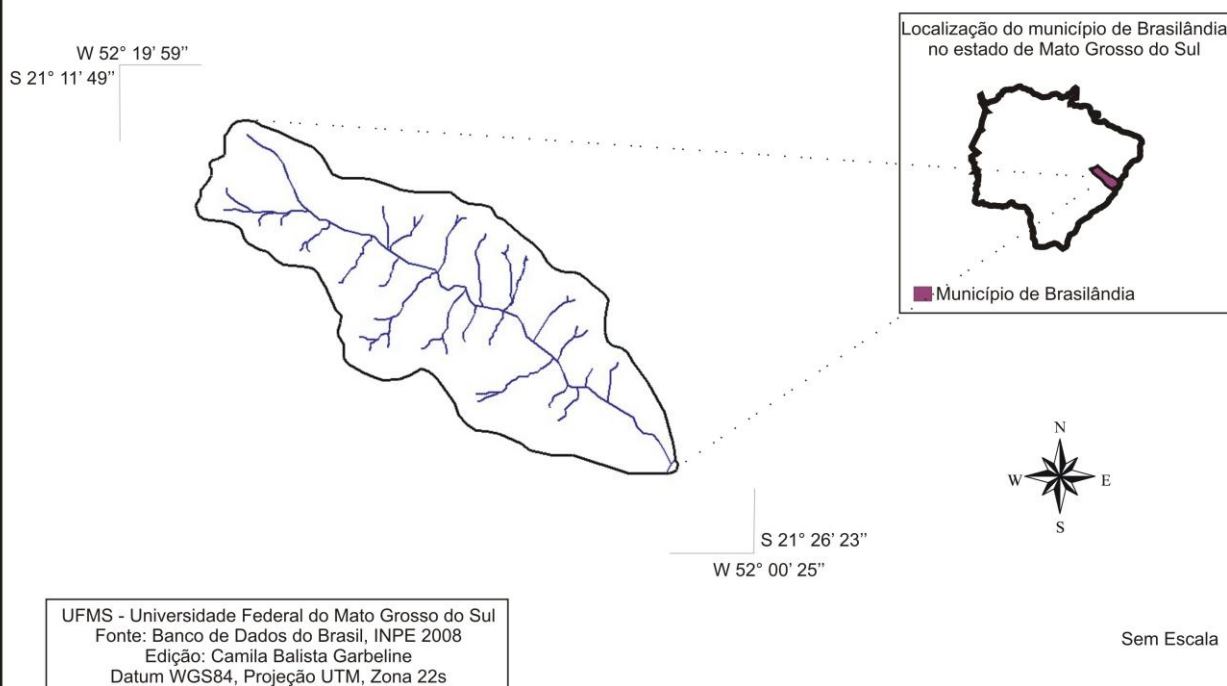 W 52° 19’ 59’’
S 21° 11’ 49’’
Localização do município de Brasilândia
no estado de Mato Grosso do Sul
Município de Brasilândia
N
W
E
S
S 21° 26’ 23’’
W 52° 00’ 25’’
UFMS - Universidade Federal do Mato Grosso do Sul
Fonte: Banco de Dados do Brasil, INPE 2008
Edição: Camila Balista Garbeline
Datum WGS84, Projeção UTM, Zona 22s
Sem Escala